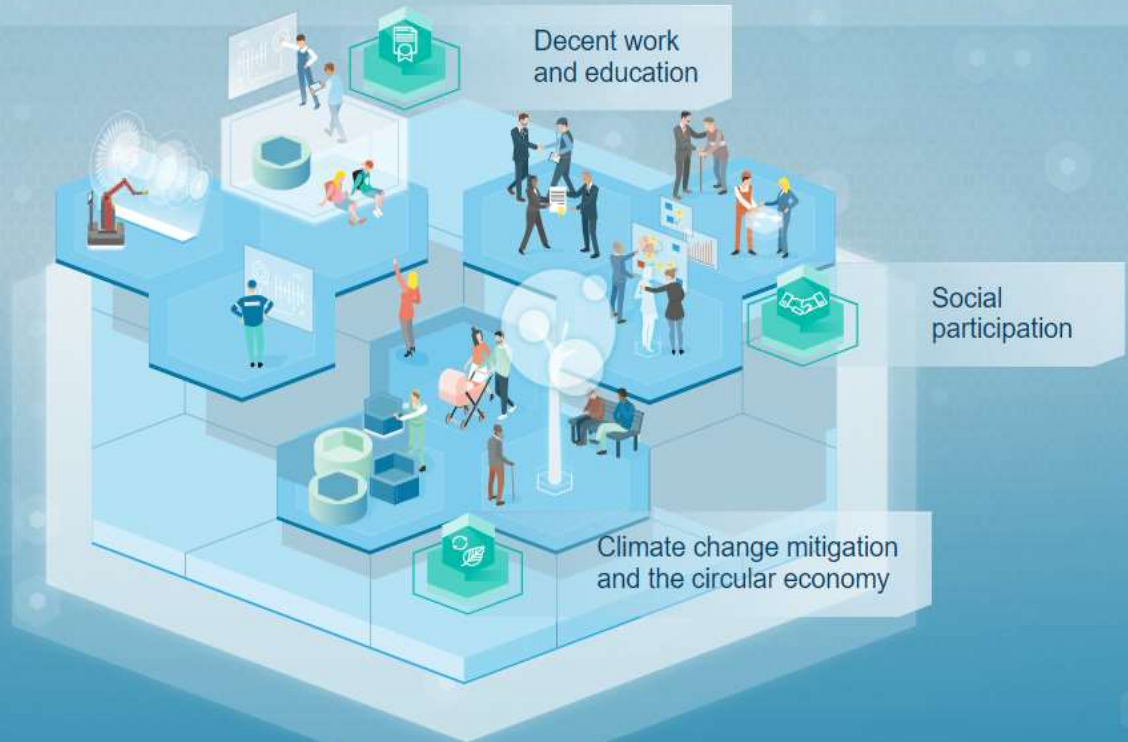 Decent work
and education
Social
participation
Climate change mitigation
and the circular economy